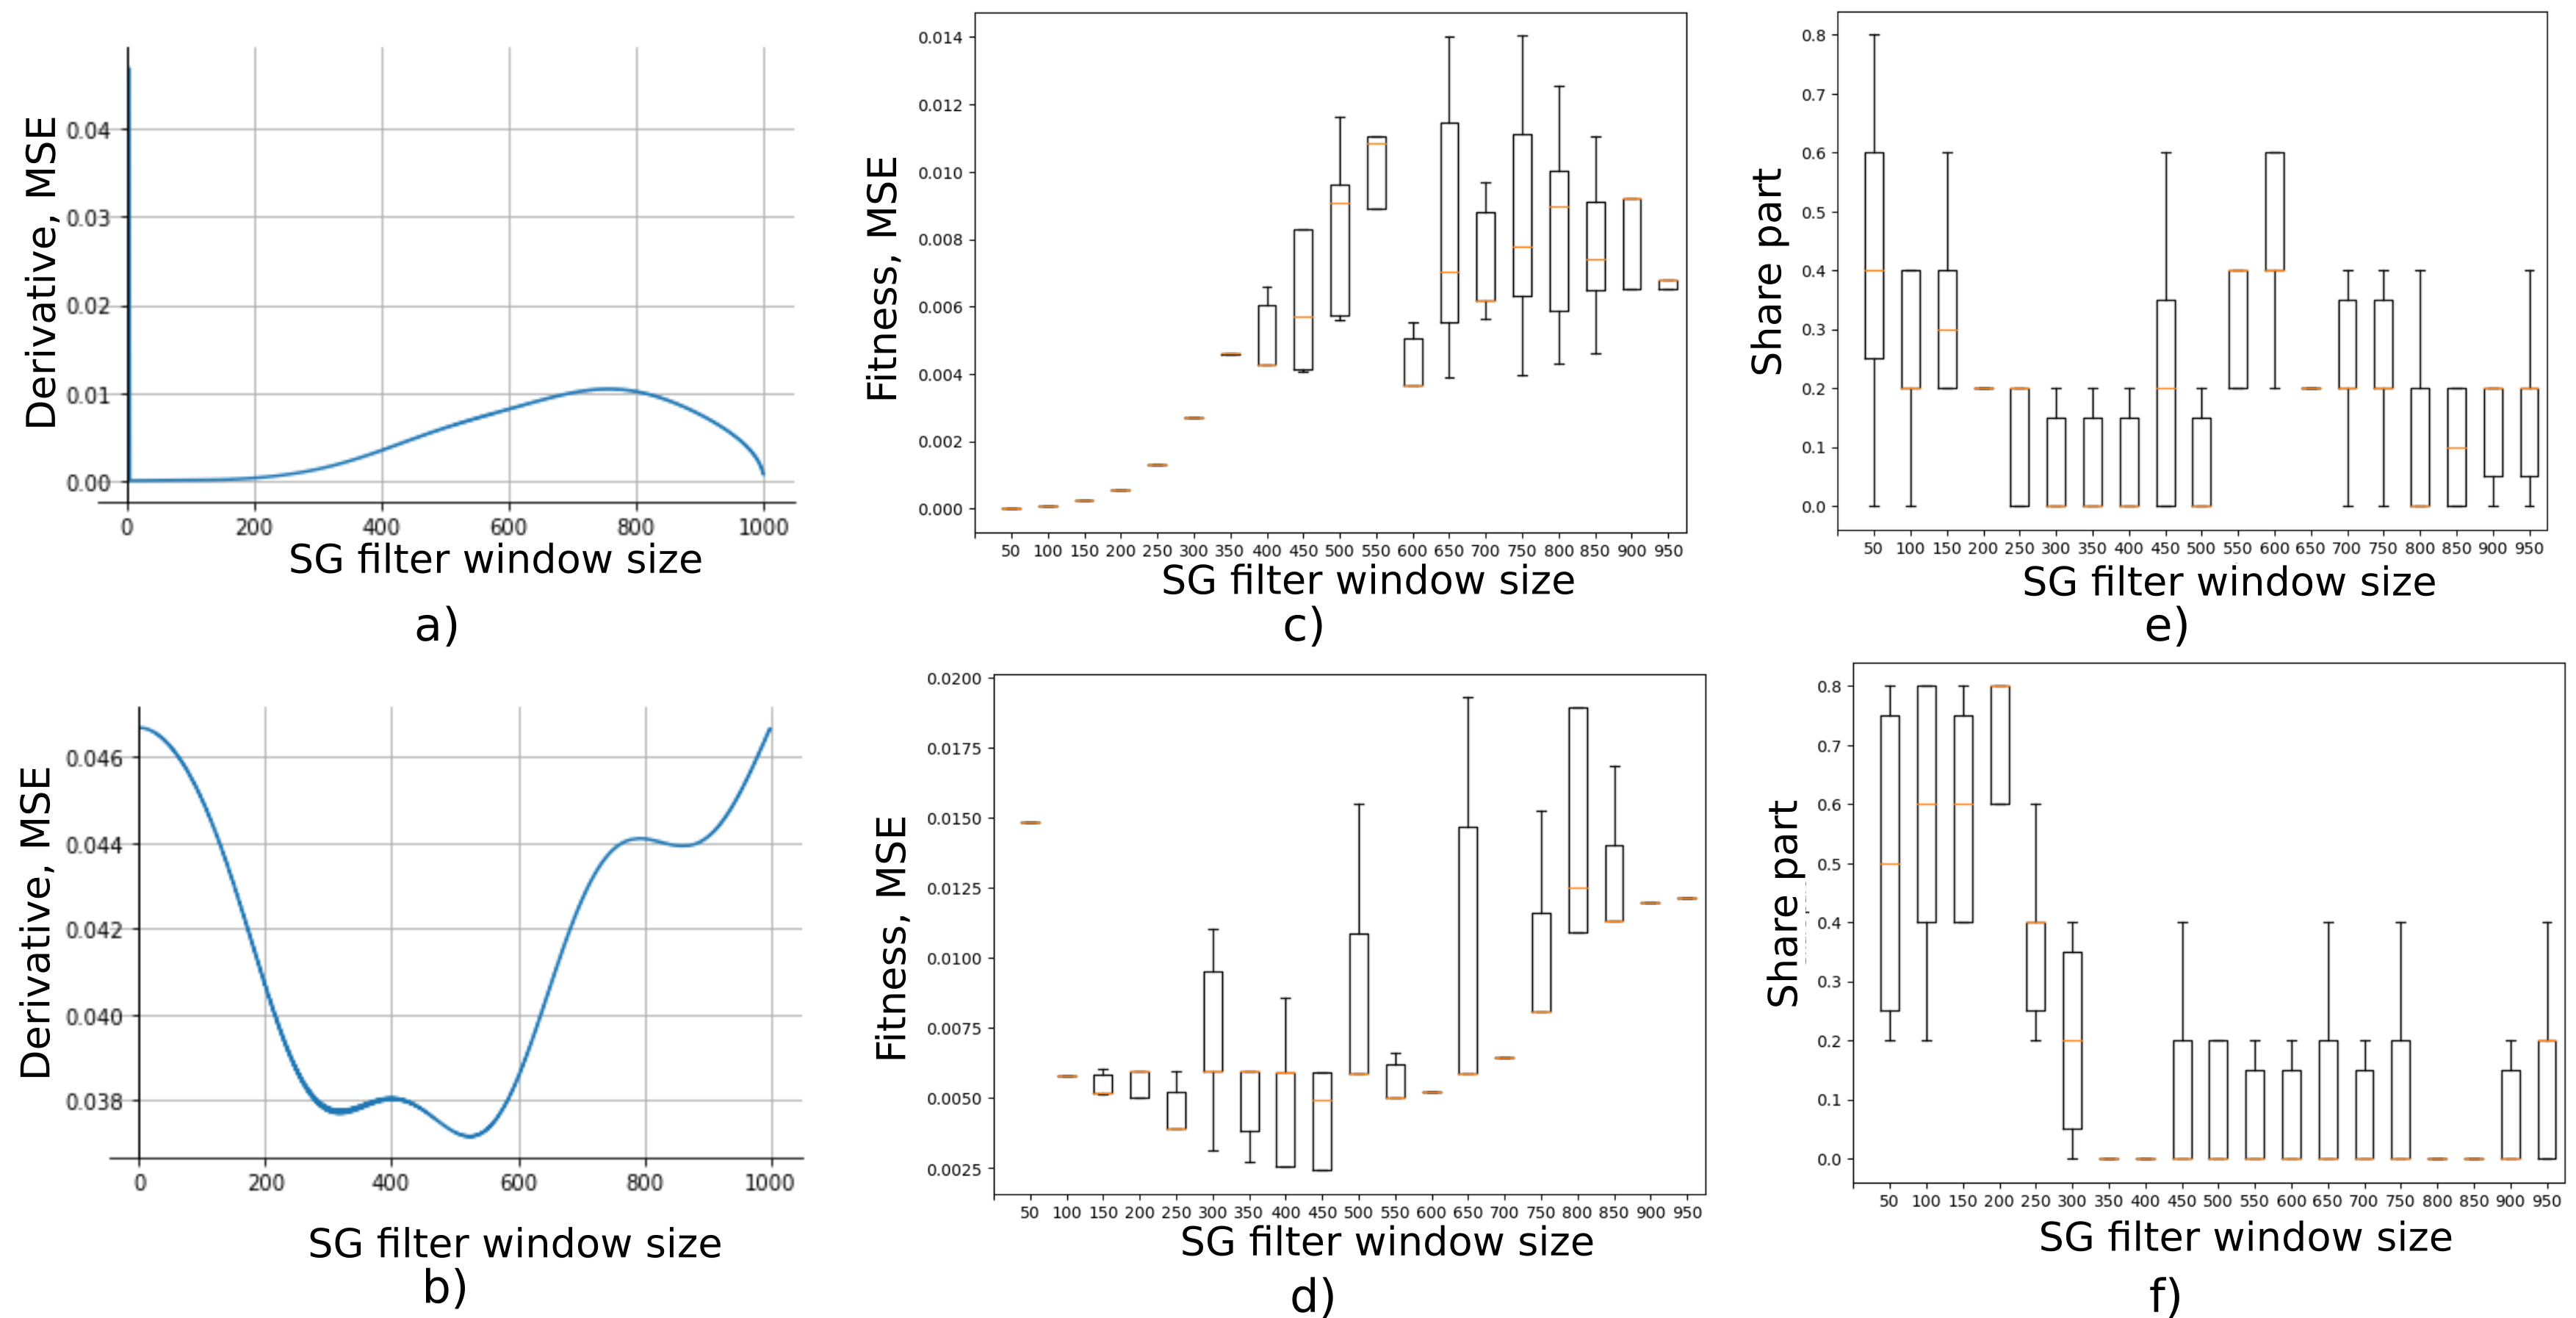 Derivative, MSE
0.04
0.03
0.02
0.01
0.00
0 200 400 600 800 1000
SG filter window size
a)
Fitness, MSE
0.014
0.012
0.010
0.008
0.006
0.004
0.002
0.000
50 100 150 200 250 300 350 400 450 500 550 600 650 700 750 800 850 900 950
SG filter window size
c)
Share part
0.8
0.7
0.6
0.5
0.4
0.3
0.2
0.1
0.0
50 100 150 200 250 300 350 400 450 500 550 600 650 700 750 800 850 900 950
SG filter window size
e)
Derivative, MSE
0.046
0.044
0.042
0.040
0.038
0 200 400 600 800 1000
SG filter window size
b)
Fitness, MSE
0.0200
0.0175
0.0150
0.0125
0.0100
0.0075
0.0050
0.0025
50 100 150 200 250 300 350 400 450 500 550 600 650 700 750 800 850 900 950
SG filter window size
d)
Share part
0.8
0.7
0.6
0.5
0.4
0.3
0.2
0.1
0.0
50 100 150 200 250 300 350 400 450 500 550 600 650 700 750 800 850 900 950
SG filter window size
f)